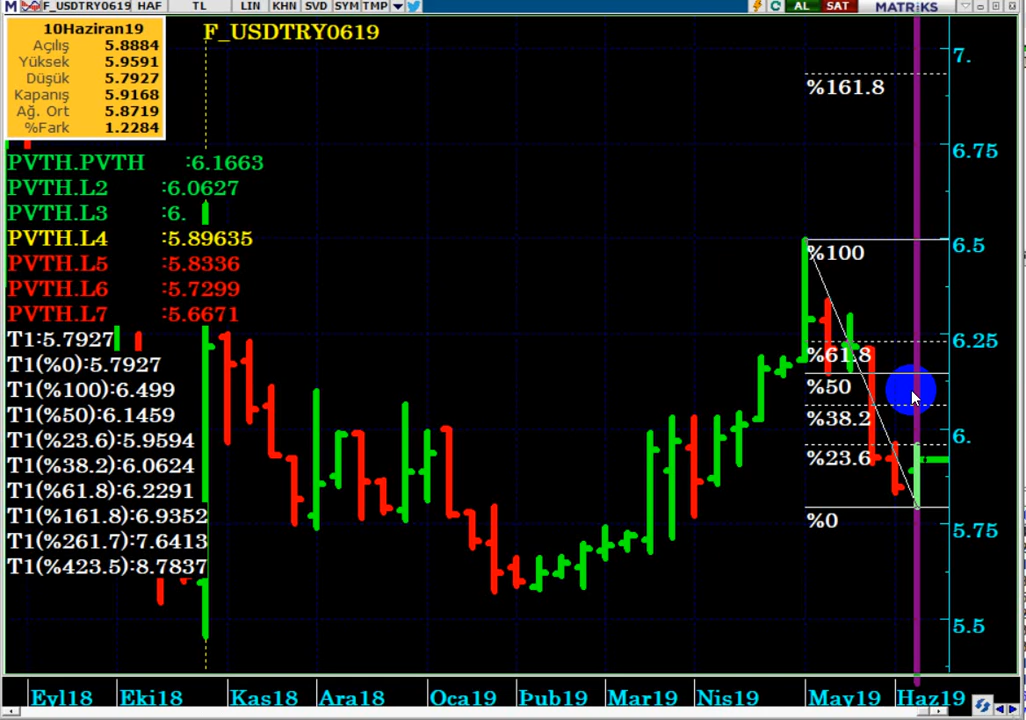 M F_USDTRY0619 HAF TL LIN KHN SVD SYM TMP AL SAT MATRiKS
10Haziran19
Açılış 5.8884
Yüksek 5.9591
Düşük 5.7927
Kapanış 5.9168
Ağ. Ort 5.8719
%Fark 1.2284
F_USDTRY0619
PVTH.PVTH :6.1663
PVTH.L2 :6.0627
PVTH.L3 :6.
PVTH.L4 :5.89635
PVTH.L5 :5.8336
PVTH.L6 :5.7299
PVTH.L7 :5.6671
T1:5.7927
T1(%0):5.7927
T1(%100):6.499
T1(%50):6.1459
T1(%23.6):5.9594
T1(%38.2):6.0624
T1(%61.8):6.2291
T1(%161.8):6.9352
T1(%261.7):7.6413
T1(%423.5):8.7837
%161.8
%100
%61.8
%50
%38.2
%23.6
%0
7.
6.75
6.5
6.25
6.
5.75
5.5
Eyl18 Eki18 Kas18 Ara18 Oca19 Þub19 Mar19 Nis19 May19 Haz19